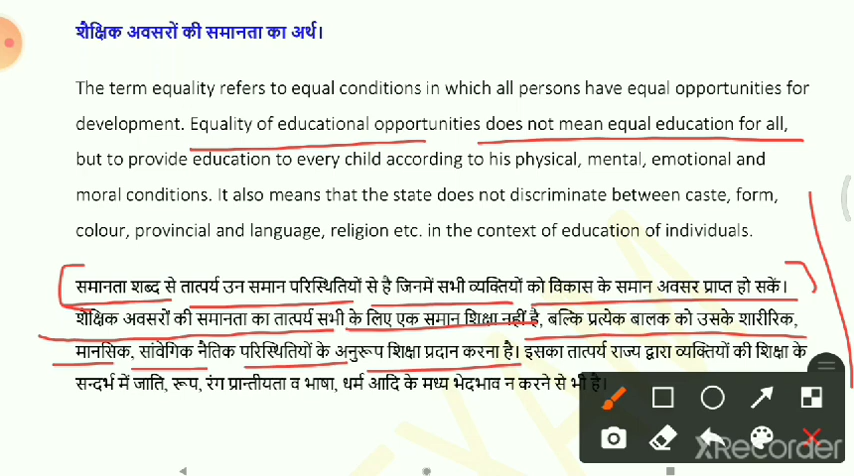 शैक्षिक अवसरों की समानता का अर्थ।
The term equality refers to equal conditions in which all persons have equal opportunities for
development. Equality of educational opportunities does not mean equal education for all,
but to provide education to every child according to his physical, mental, emotional and
moral conditions. It also means that the state does not discriminate between caste, form,
colour, provincial and language, religion etc. in the context of education of individuals.
समानता शब्द से तात्पर्य उन समान परिस्थितियों से है जिनमें सभी व्यक्तियों को विकास के समान अवसर प्राप्त हो सकें।
शैक्षिक अवसरों की समानता का तात्पर्य सभी के लिए एक समान शिक्षा नहीं है, बल्कि प्रत्येक बालक को उसके शारीरिक,
मानसिक, सांवेगिक नैतिक परिस्थितियों के अनुरूप शिक्षा प्रदान करना है। इसका तात्पर्य राज्य द्वारा व्यक्तियों की शिक्षा के
सन्दर्भ में जाति, रूप, रंग प्रान्तीयता व भाषा, धर्म आदि के मध्य भेदभाव न करने से भी है।
XRecorder